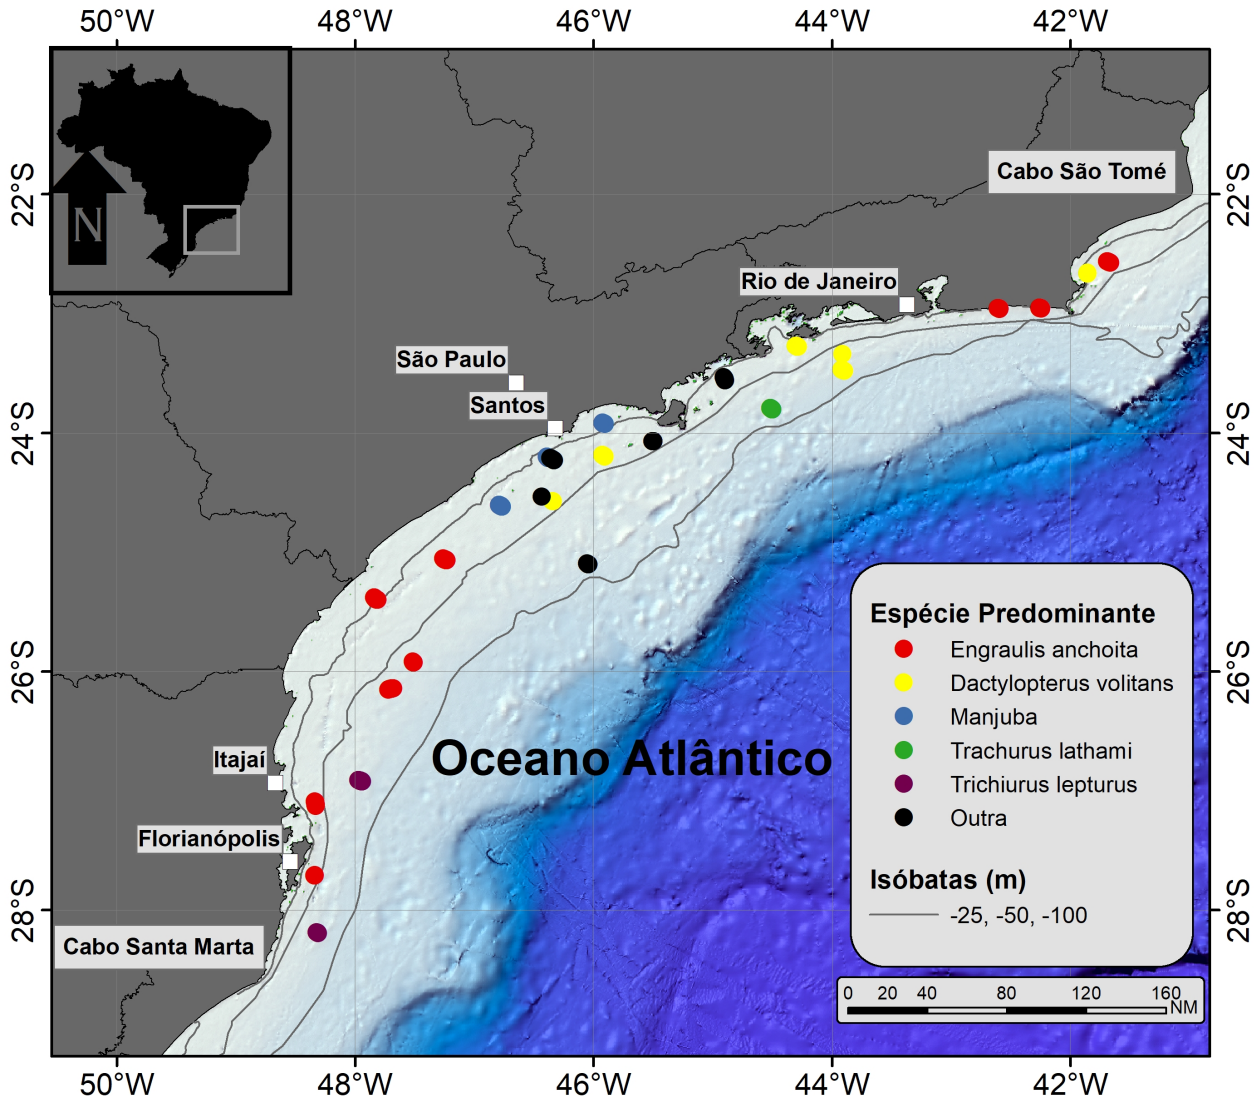 50°W 48°W 46°W 44°W 42°W
N
22°S
22°S
Cabo São Tomé
Rio de Janeiro
São Paulo
Santos
24°S
24°S
Espécie Predominante
Engraulis anchoita
Dactylopterus volitans
Manjuba
Trachurus lathami
Trichiurus lepturus
Outra
Isóbatas (m)
-25, -50, -100
26°S
26°S
Oceano Atlântico
Itajaí
Florianópolis
28°S
28°S
Cabo Santa Marta
0 20 40 80 120 160
NM
50°W 48°W 46°W 44°W 42°W